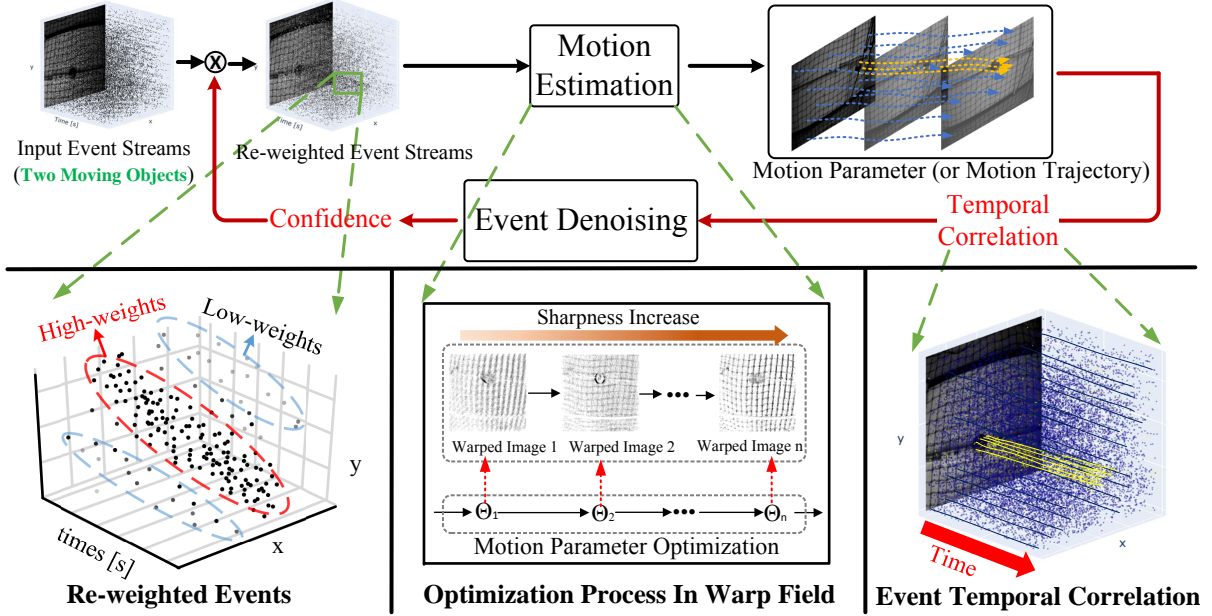 y
Time [s]
x
Input Event Streams
(Two Moving Objects)
X
y
Time [s]
x
Re-weighted Event Streams
Motion
Estimation
Motion Parameter (or Motion Trajectory)
Confidence
Event Denoising
Temporal
Correlation
High-weights
Low-weights
y
x
times [s]
Re-weighted Events
Sharpness Increase
Warped Image 1
Warped Image 2
Warped Image n
Θ1
Θ2
Θn
Motion Parameter Optimization
Optimization Process In Warp Field
y
x
Time
Event Temporal Correlation